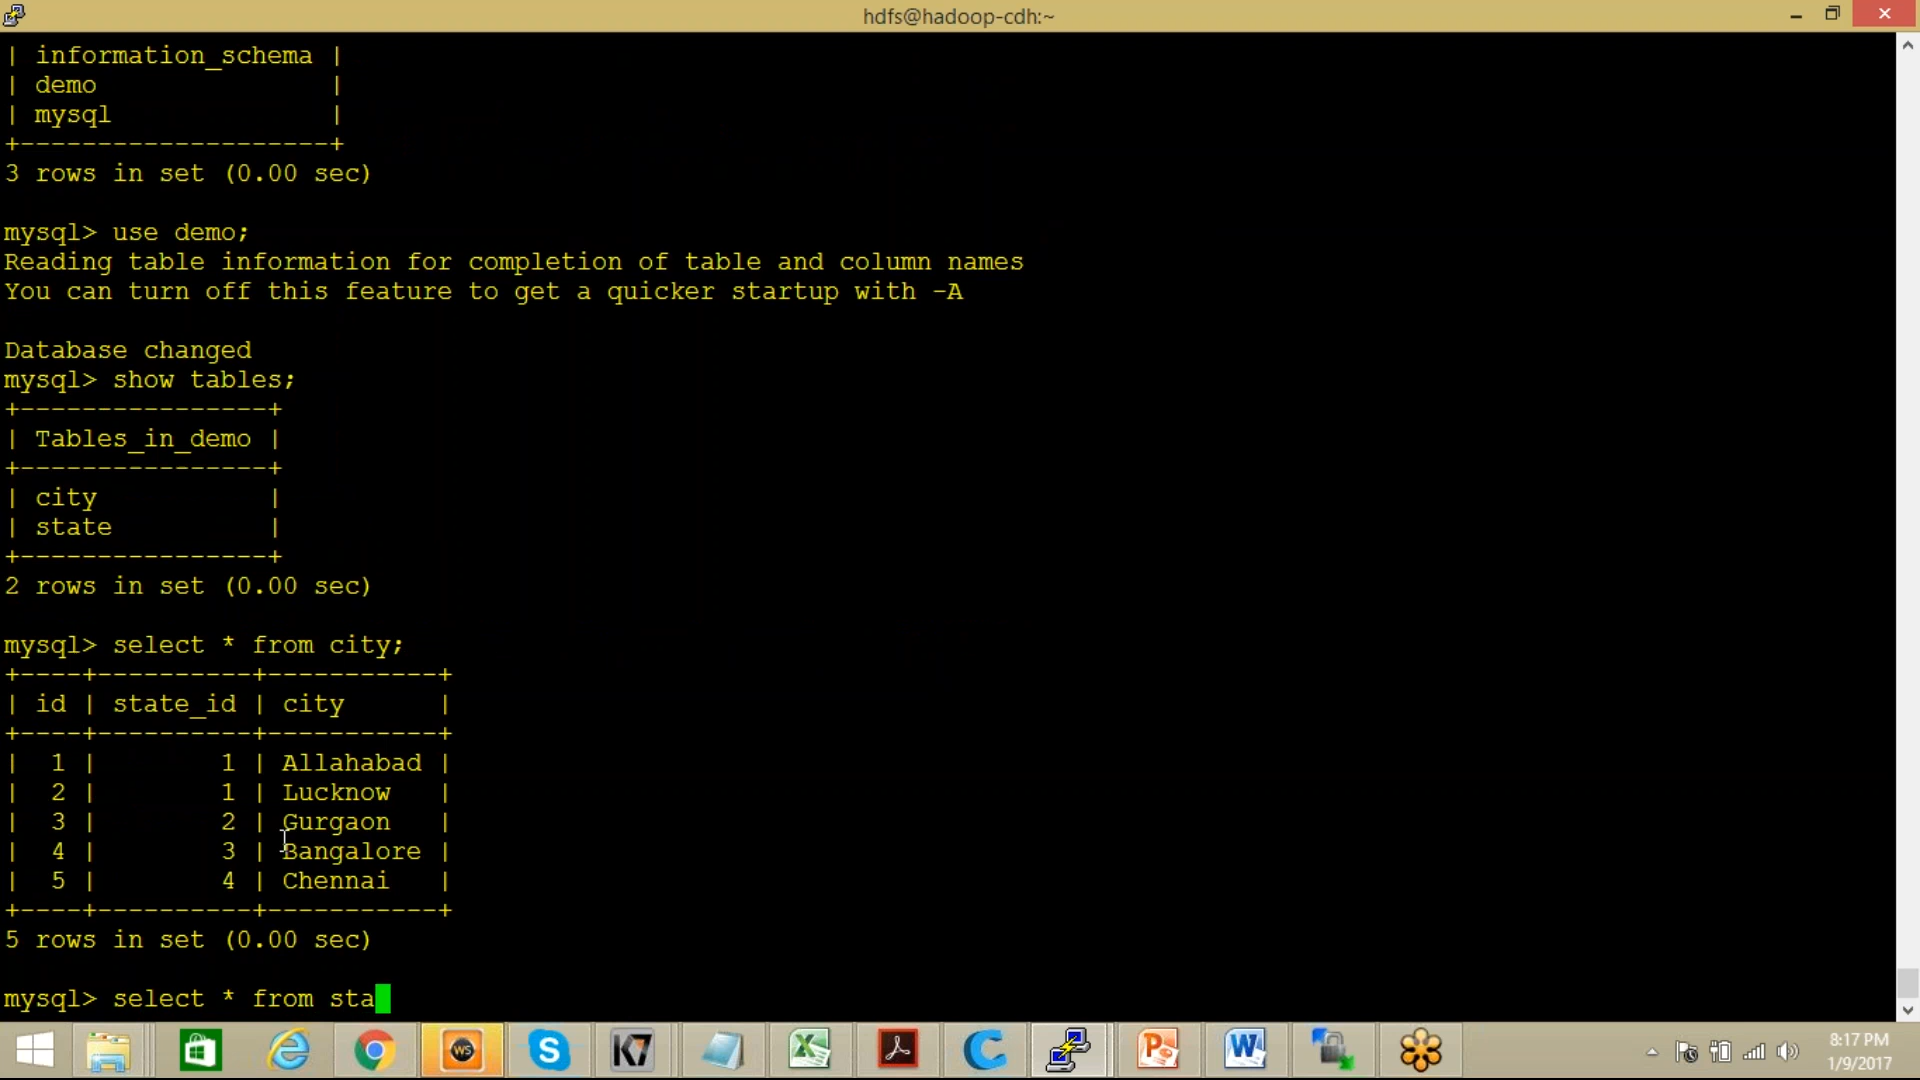 hdfs@hadoop-cdh:~
| information_schema |
| demo               |
| mysql              |
+--------------------+
3 rows in set (0.00 sec)
mysql> use demo;
Reading table information for completion of table and column names
You can turn off this feature to get a quicker startup with -A
Database changed
mysql> show tables;
+----------------+
| Tables_in_demo |
+----------------+
| city           |
| state          |
+----------------+
2 rows in set (0.00 sec)
mysql> select * from city;
+----+----------+-----------+
| id | state_id | city      |
+----+----------+-----------+
|  1 |        1 | Allahabad |
|  2 |        1 | Lucknow   |
|  3 |        2 | Gurgaon   |
|  4 |        3 | Bangalore |
|  5 |        4 | Chennai   |
+----+----------+-----------+
5 rows in set (0.00 sec)
mysql> select * from sta
WS
S
K7
X
C
P
W
8:17 PM
1/9/2017